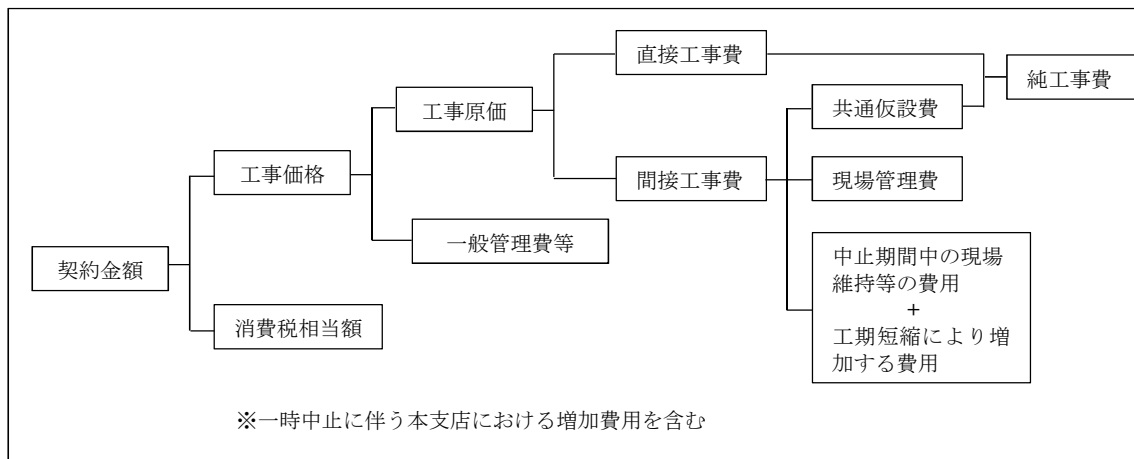 直接工事費
純工事費
工事原価
共通仮設費
工事価格
間接工事費
現場管理費
一般管理費等
契約金額
中止期間中の現場
維持等の費用
+
工期短縮により増
加する費用
消費税相当額
※一時中止に伴う本支店における増加費用を含む